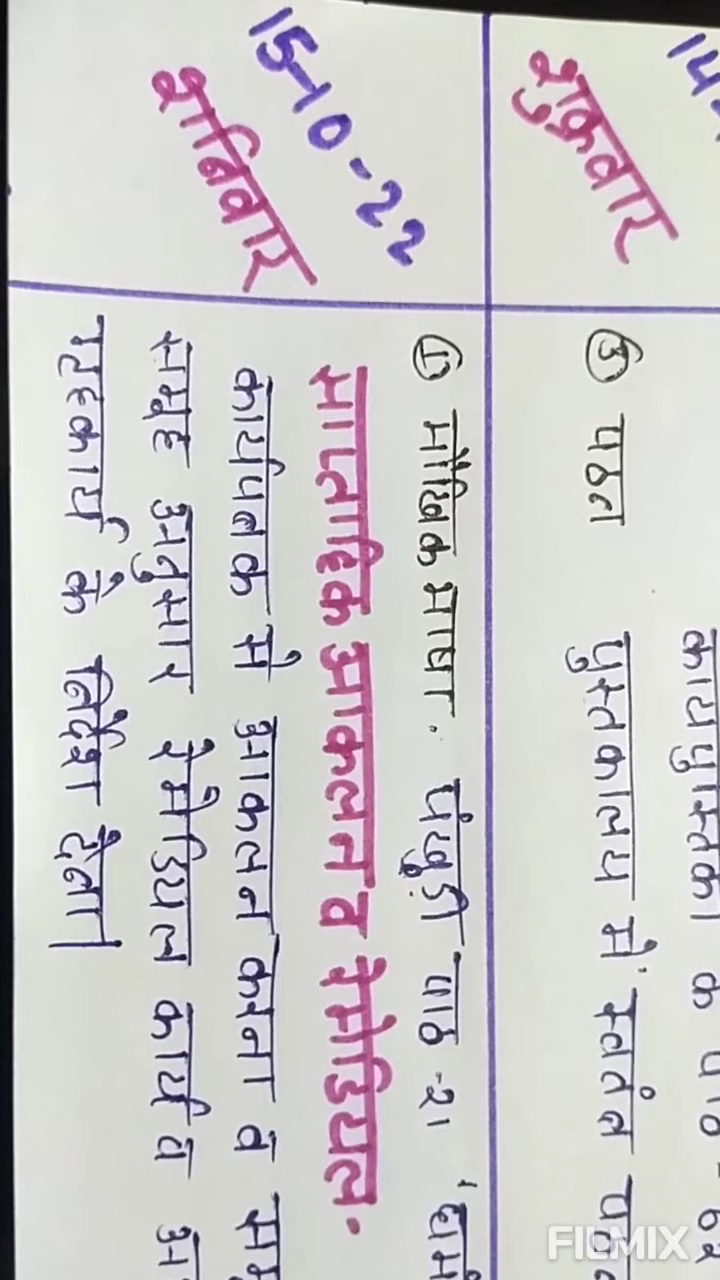 शुक्रवार
कार्यपुस्तिका के पाठ-
③ पठन पुस्तकालय में स्वतंत्र
15-10-22
शनिवार
① मौखिक भाषा. पंखुड़ी पाठ -21
साप्ताहिक आकलन व रेमेडियल.
कार्यपत्रक में आकलन करना व
समूह अनुसार रेमेडियल कार्य व
गृहकार्य के निर्देश देना।
FILMIX